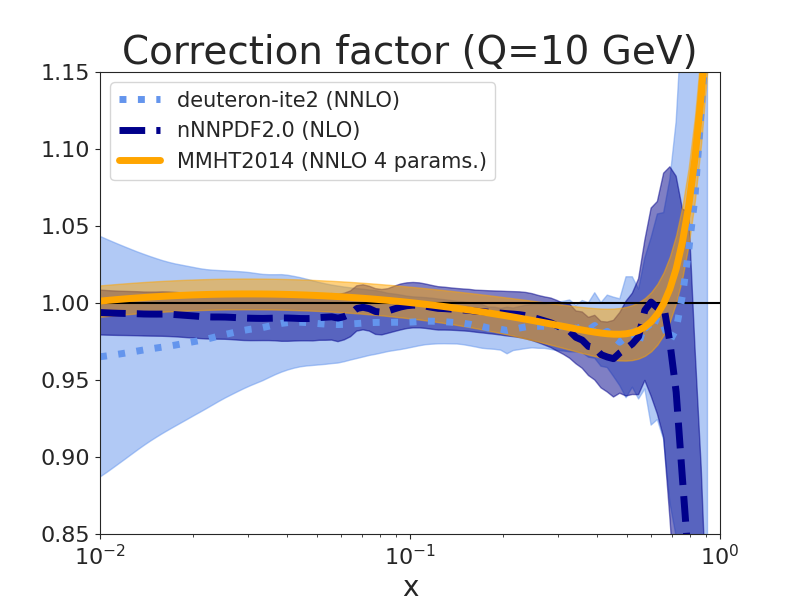 Correction factor (Q=10 GeV)
1.15
1.10
1.05
1.00
0.95
0.90
0.85
deuteron-ite2 (NNLO)
nNNPDF2.0 (NLO)
MMHT2014 (NNLO 4 params.)
10⁻² 10⁻¹ 10⁰
x